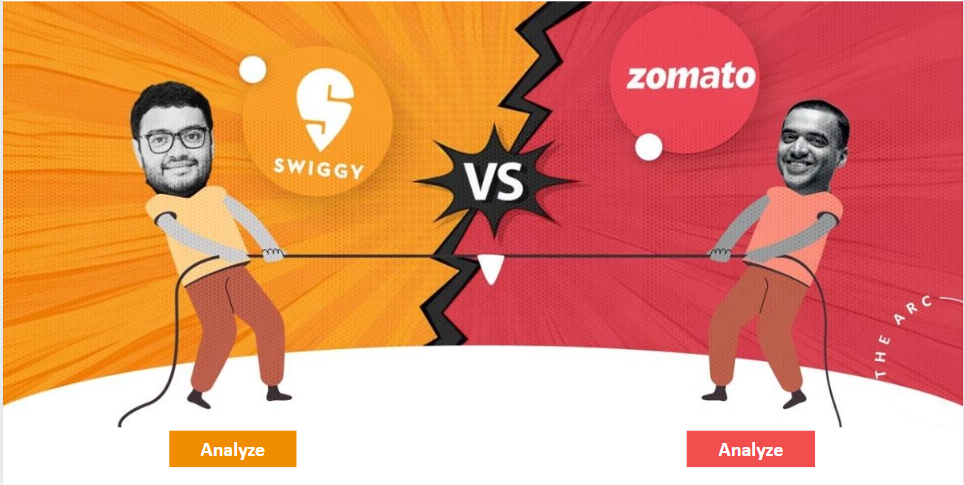 SWIGGY
zomato
VS
THE ARC
Analyze
Analyze